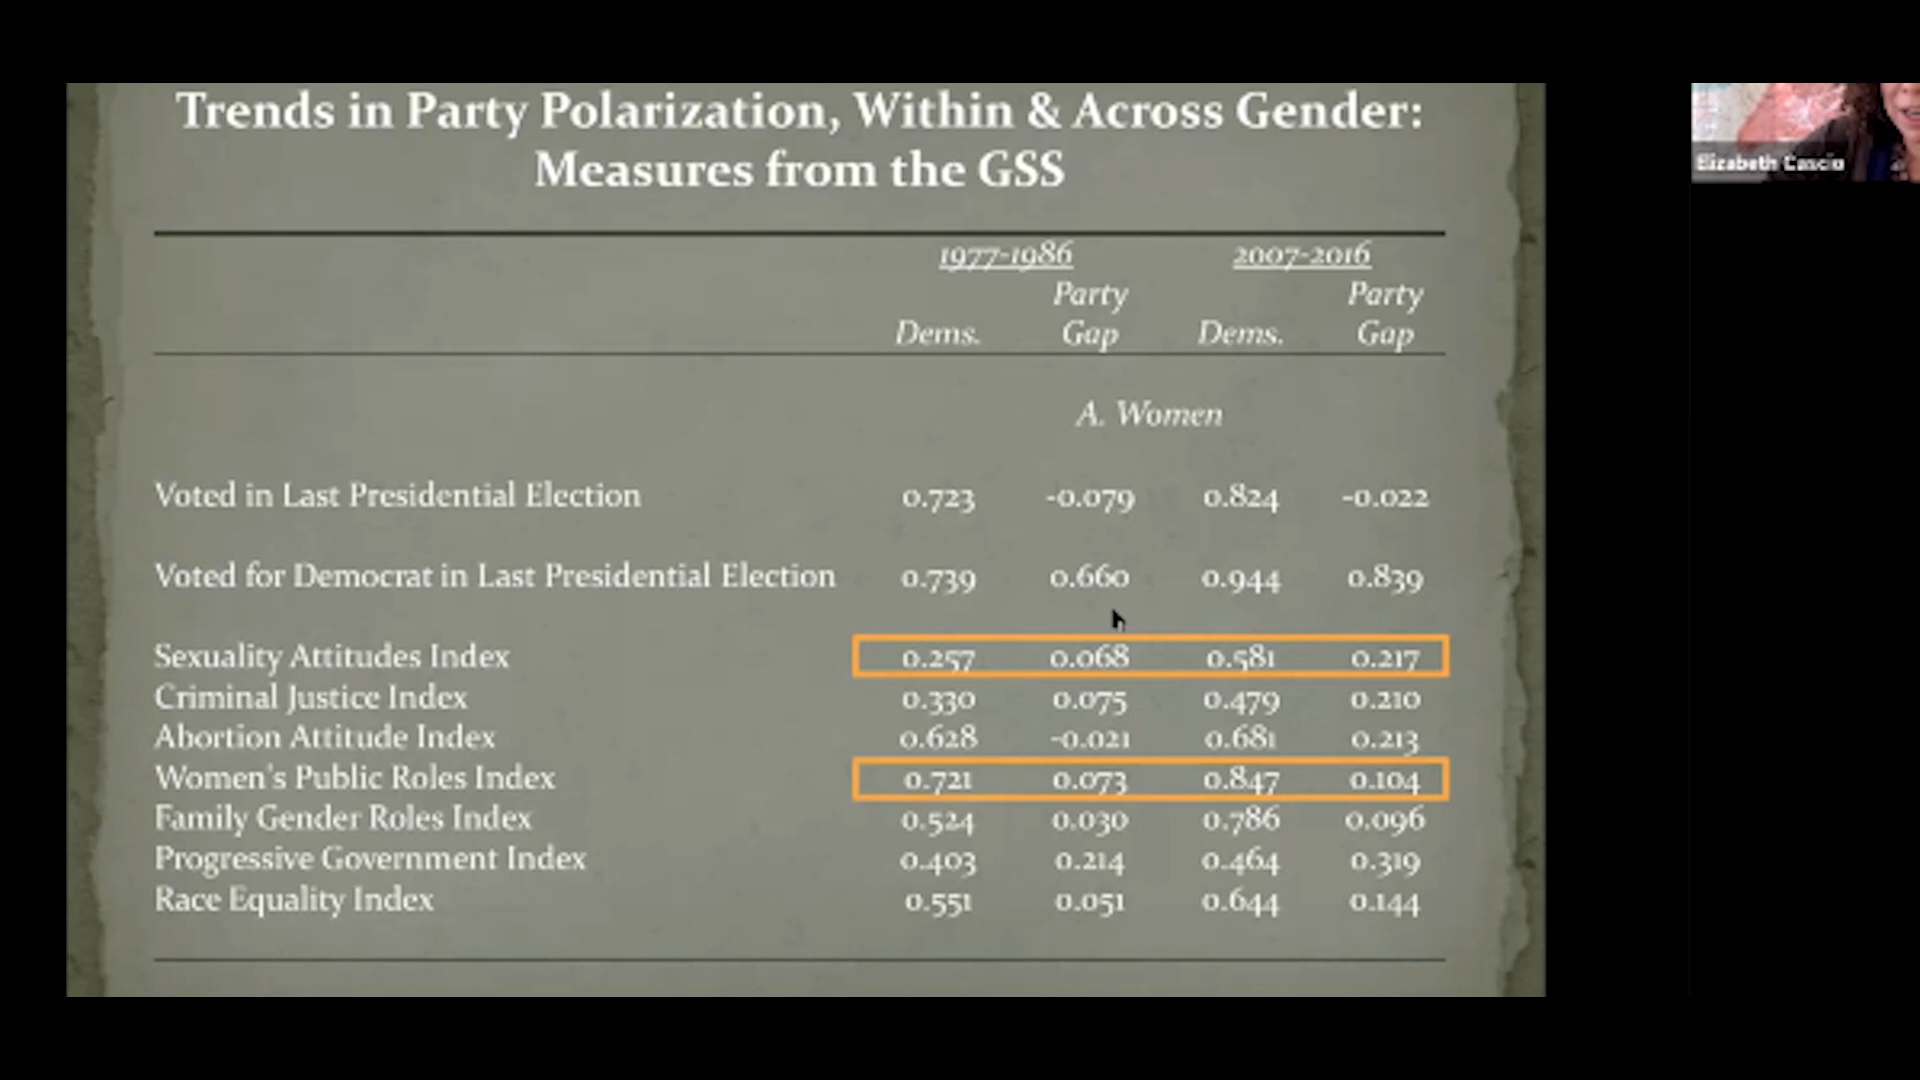 Trends in Party Polarization, Within & Across Gender:
Measures from the GSS
Elizabeth Cascio
1977-1986 2007-2016
Party Party
Dems. Gap Dems. Gap
A. Women
Voted in Last Presidential Election 0.723 -0.079 0.824 -0.022
Voted for Democrat in Last Presidential Election 0.739 0.660 0.944 0.839
Sexuality Attitudes Index 0.257 0.068 0.581 0.217
Criminal Justice Index 0.330 0.075 0.479 0.210
Abortion Attitude Index 0.628 -0.021 0.681 0.213
Women's Public Roles Index 0.721 0.073 0.847 0.104
Family Gender Roles Index 0.524 0.030 0.786 0.096
Progressive Government Index 0.403 0.214 0.464 0.319
Race Equality Index 0.551 0.051 0.644 0.144